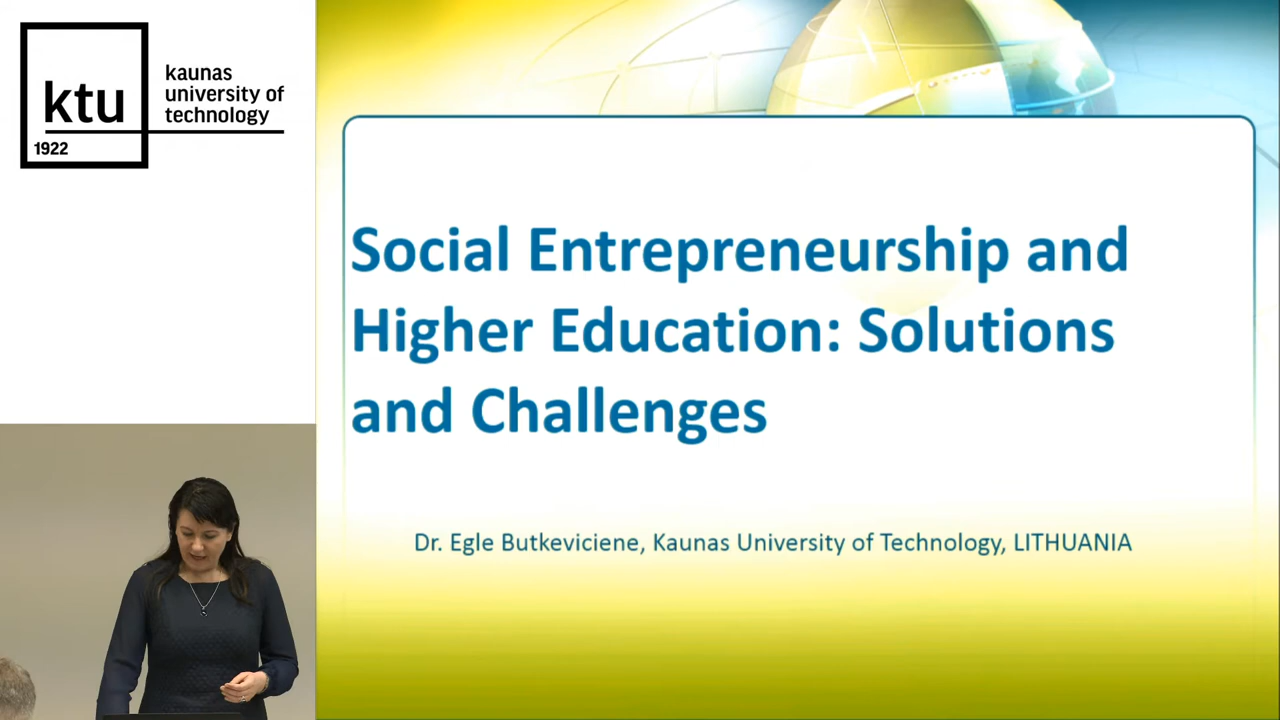 ktu
1922
kaunas
university of
technology
Social Entrepreneurship and
Higher Education: Solutions
and Challenges
Dr. Egle Butkeviciene, Kaunas University of Technology, LITHUANIA